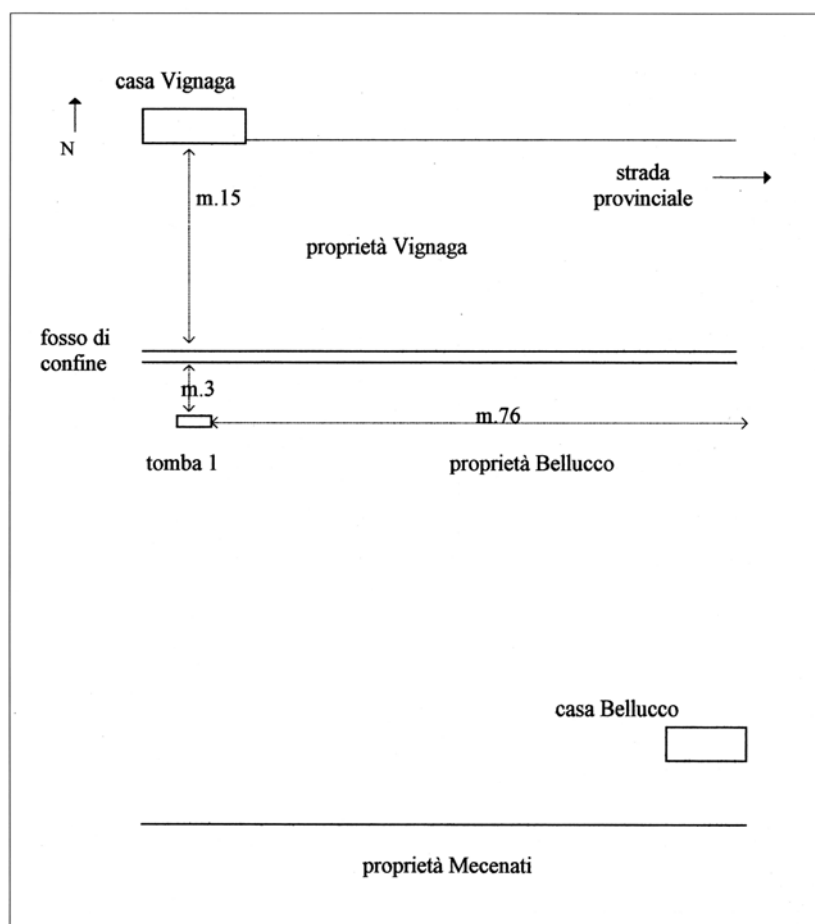 casa Vignaga
N
m.15
strada
provinciale
proprietà Vignaga
fosso di
confine
m.3
m.76
tomba 1
proprietà Bellucco
casa Bellucco
proprietà Mecenati